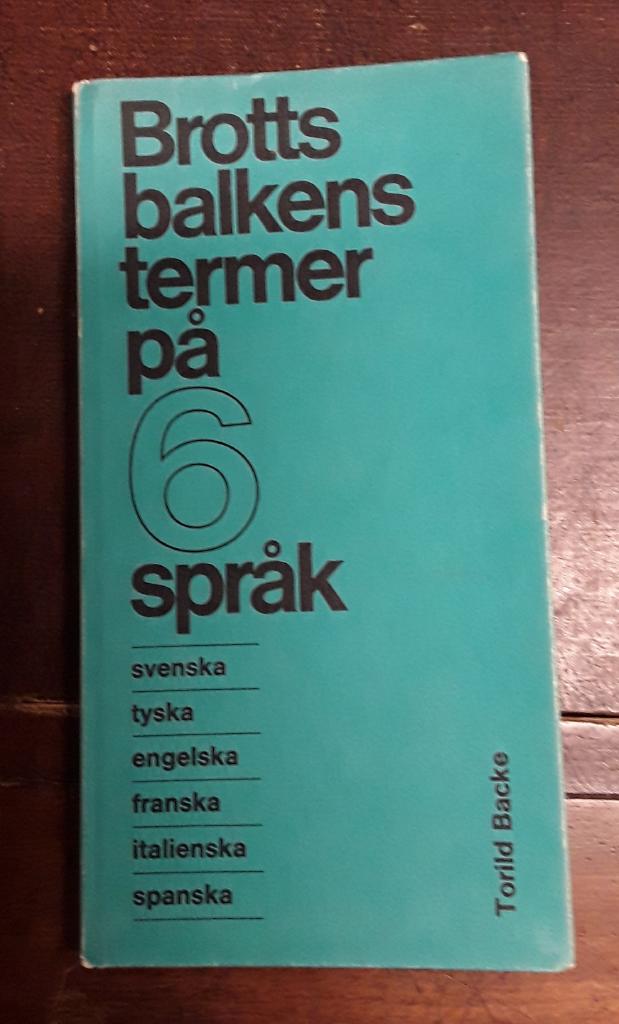 Brotts
balkens
termer
på
6
språk
svenska
tyska
engelska
franska
italienska
spanska
Torild Backe